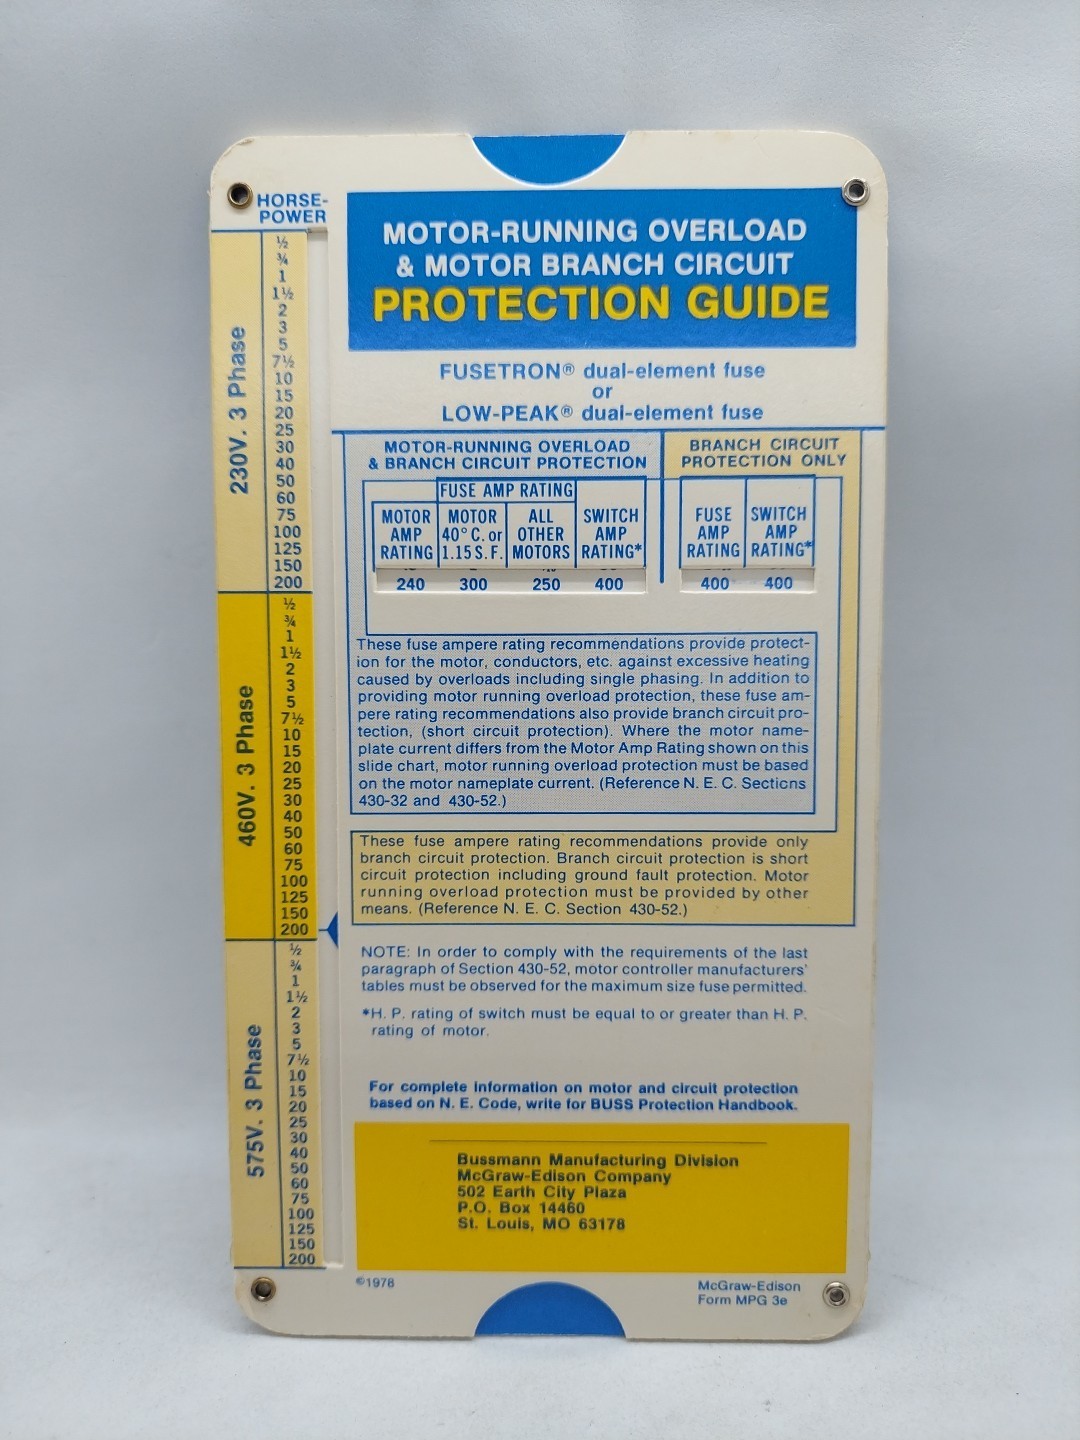 HORSE-
POWER
MOTOR-RUNNING OVERLOAD
& MOTOR BRANCH CIRCUIT
PROTECTION GUIDE
FUSETRON® dual-element fuse
or
LOW-PEAK® dual-element fuse
230V. 3 Phase
½
¾
1
1½
2
3
5
7½
10
15
20
25
30
40
50
60
75
100
125
150
200
460V. 3 Phase
½
¾
1
1½
2
3
5
7½
10
15
20
25
30
40
50
60
75
100
125
150
200
575V. 3 Phase
½
¾
1
1½
2
3
5
7½
10
15
20
25
30
40
50
60
75
100
125
150
200
MOTOR-RUNNING OVERLOAD
& BRANCH CIRCUIT PROTECTION
FUSE AMP RATING
MOTOR
AMP
RATING
MOTOR
40° C. or
1.15 S. F.
ALL
OTHER
MOTORS
SWITCH
AMP
RATING*
240 300 250 400
BRANCH CIRCUIT
PROTECTION ONLY
FUSE
AMP
RATING
SWITCH
AMP
RATING*
400 400
These fuse ampere rating recommendations provide protect-
ion for the motor, conductors, etc. against excessive heating
caused by overloads including single phasing. In addition to
providing motor running overload protection, these fuse am-
pere rating recommendations also provide branch circuit pro-
tection, (short circuit protection). Where the motor name-
plate current differs from the Motor Amp Rating shown on this
slide chart, motor running overload protection must be based
on the motor nameplate current. (Reference N. E. C. Sections
430-32 and 430-52.)
These fuse ampere rating recommendations provide only
branch circuit protection. Branch circuit protection is short
circuit protection including ground fault protection. Motor
running overload protection must be provided by other
means. (Reference N. E. C. Section 430-52.)
NOTE: In order to comply with the requirements of the last
paragraph of Section 430-52, motor controller manufacturers'
tables must be observed for the maximum size fuse permitted.
*H. P. rating of switch must be equal to or greater than H. P.
rating of motor.
For complete information on motor and circuit protection
based on N. E. Code, write for BUSS Protection Handbook.
Bussmann Manufacturing Division
McGraw-Edison Company
502 Earth City Plaza
P.O. Box 14460
St. Louis, MO 63178
©1978
McGraw-Edison
Form MPG 3e